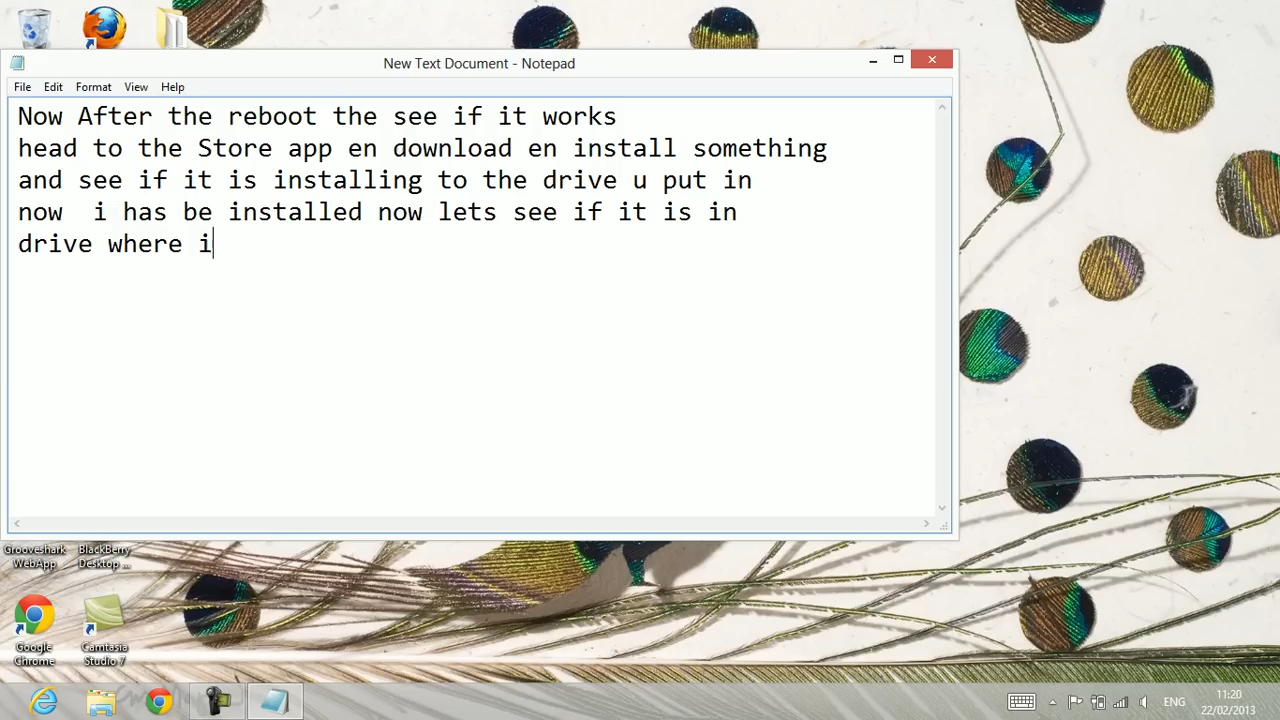 New Text Document - Notepad
File Edit Format View Help
Now After the reboot the see if it works
head to the Store app en download en install something
and see if it is installing to the drive u put in
now  i has be installed now lets see if it is in
drive where i
Grooveshark WebApp
BlackBerry Desktop ...
Google Chrome
Camtasia Studio 7
ENG
11:20
22/02/2013